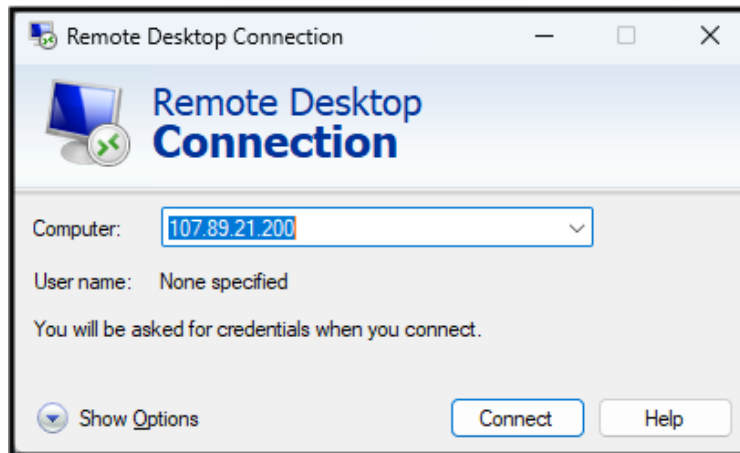 Remote Desktop Connection
Remote Desktop
Connection
Computer: 107.89.21.200
User name: None specified
You will be asked for credentials when you connect.
Show Options Connect Help